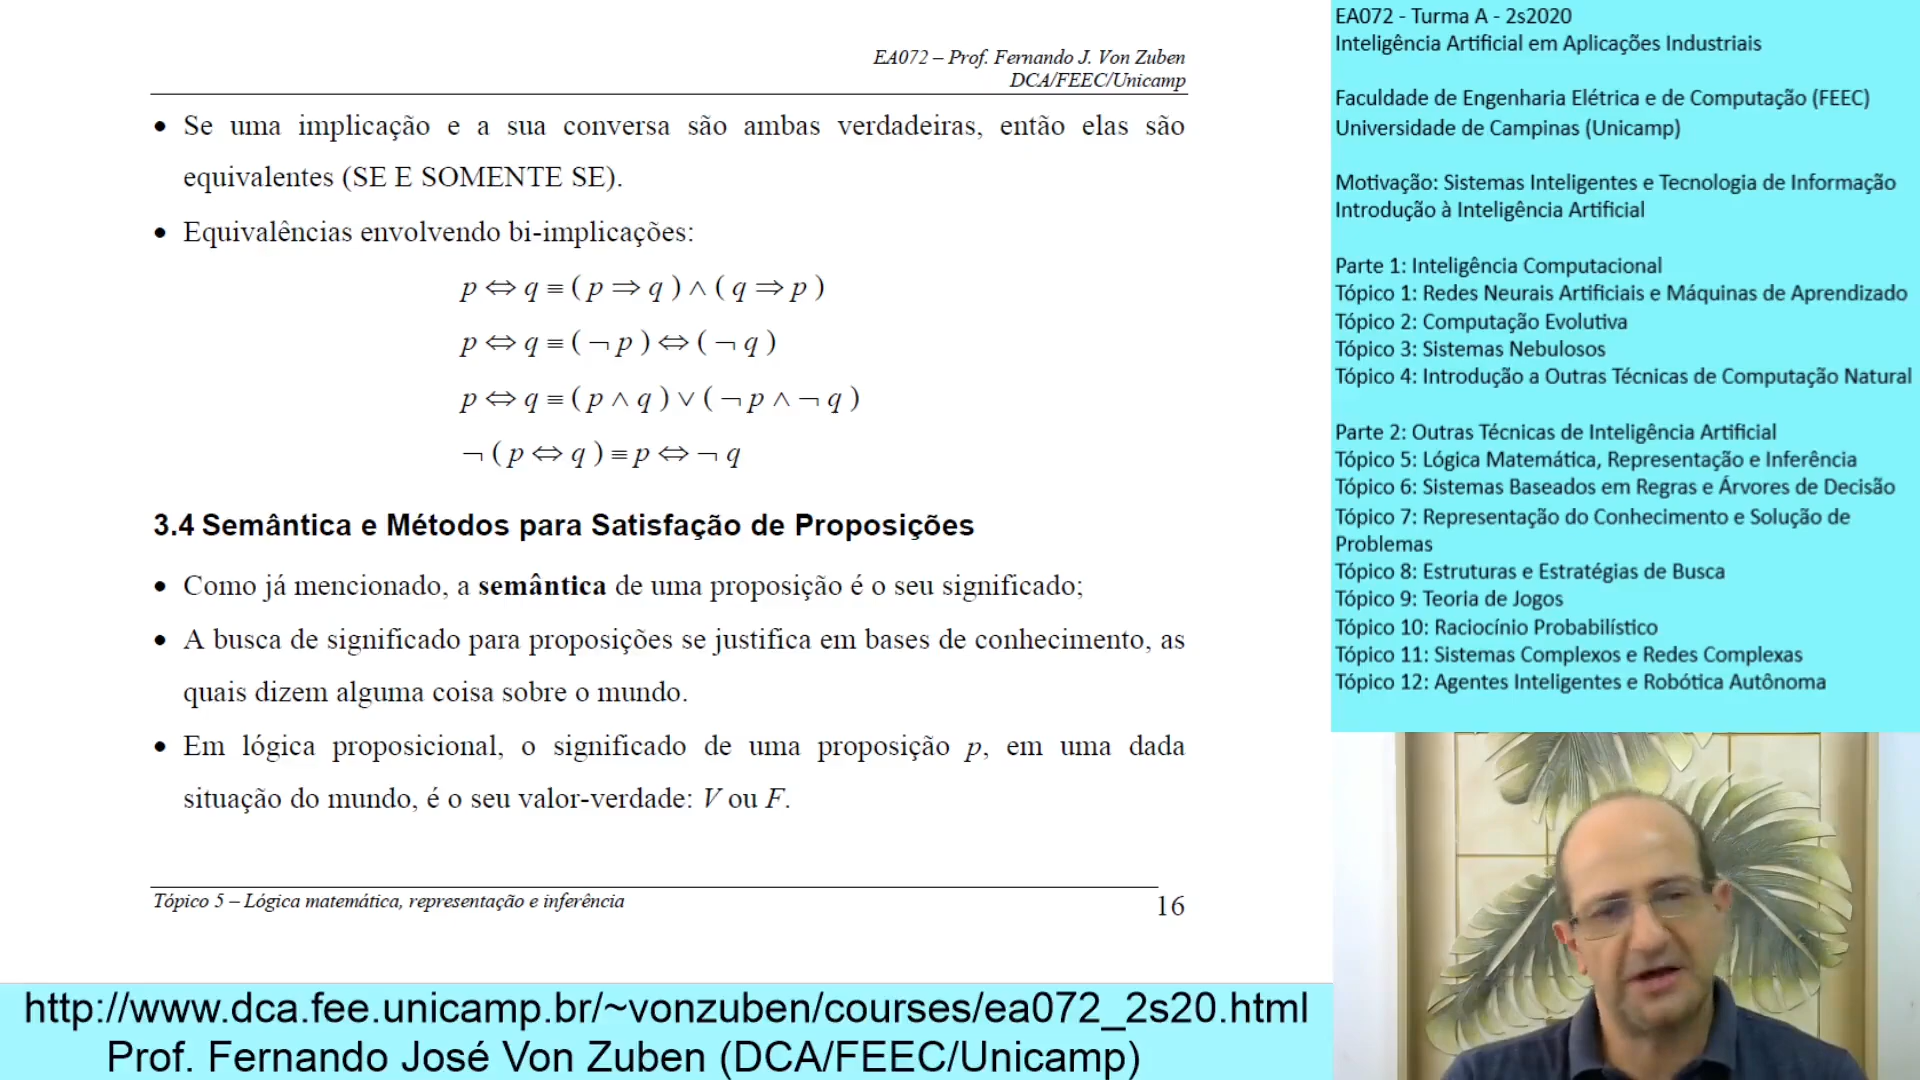 EA072 – Prof. Fernando J. Von Zuben
DCA/FEEC/Unicamp
• Se uma implicação e a sua conversa são ambas verdadeiras, então elas são
equivalentes (SE E SOMENTE SE).
• Equivalências envolvendo bi-implicações:
p ⇔ q ≡ ( p ⇒ q ) ∧ ( q ⇒ p )
p ⇔ q ≡ ( ¬ p ) ⇔ ( ¬ q )
p ⇔ q ≡ ( p ∧ q ) ∨ ( ¬ p ∧ ¬ q )
¬ ( p ⇔ q ) ≡ p ⇔ ¬ q
3.4 Semântica e Métodos para Satisfação de Proposições
• Como já mencionado, a semântica de uma proposição é o seu significado;
• A busca de significado para proposições se justifica em bases de conhecimento, as
quais dizem alguma coisa sobre o mundo.
• Em lógica proposicional, o significado de uma proposição p, em uma dada
situação do mundo, é o seu valor-verdade: V ou F.
Tópico 5 – Lógica matemática, representação e inferência
16
http://www.dca.fee.unicamp.br/~vonzuben/courses/ea072_2s20.html
Prof. Fernando José Von Zuben (DCA/FEEC/Unicamp)
EA072 - Turma A - 2s2020
Inteligência Artificial em Aplicações Industriais
Faculdade de Engenharia Elétrica e de Computação (FEEC)
Universidade de Campinas (Unicamp)
Motivação: Sistemas Inteligentes e Tecnologia de Informação
Introdução à Inteligência Artificial
Parte 1: Inteligência Computacional
Tópico 1: Redes Neurais Artificiais e Máquinas de Aprendizado
Tópico 2: Computação Evolutiva
Tópico 3: Sistemas Nebulosos
Tópico 4: Introdução a Outras Técnicas de Computação Natural
Parte 2: Outras Técnicas de Inteligência Artificial
Tópico 5: Lógica Matemática, Representação e Inferência
Tópico 6: Sistemas Baseados em Regras e Árvores de Decisão
Tópico 7: Representação do Conhecimento e Solução de
Problemas
Tópico 8: Estruturas e Estratégias de Busca
Tópico 9: Teoria de Jogos
Tópico 10: Raciocínio Probabilístico
Tópico 11: Sistemas Complexos e Redes Complexas
Tópico 12: Agentes Inteligentes e Robótica Autônoma